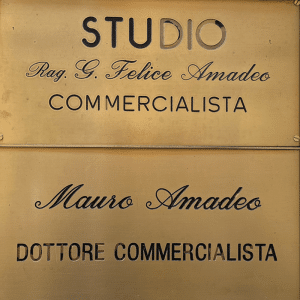 STUDIO
Rag. G. Felice Amadeo
COMMERCIALISTA
Mauro Amadeo
DOTTORE COMMERCIALISTA